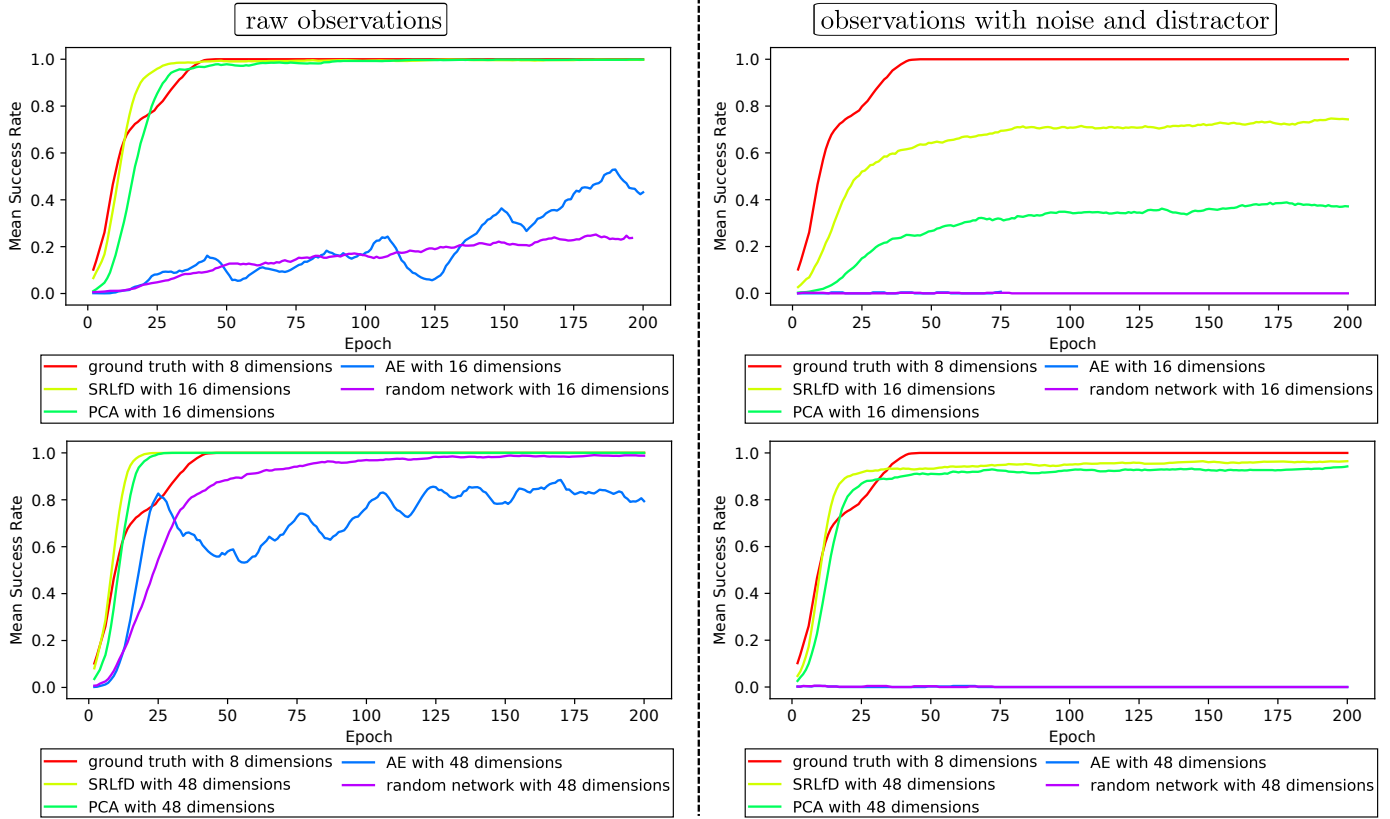 raw observations
observations with noise and distractor
1.0
0.8
0.6
0.4
0.2
0.0
Mean Success Rate
0 25 50 75 100 125 150 175 200
Epoch
ground truth with 8 dimensions
SRLfD with 16 dimensions
PCA with 16 dimensions
AE with 16 dimensions
random network with 16 dimensions
1.0
0.8
0.6
0.4
0.2
0.0
Mean Success Rate
0 25 50 75 100 125 150 175 200
Epoch
ground truth with 8 dimensions
SRLfD with 16 dimensions
PCA with 16 dimensions
AE with 16 dimensions
random network with 16 dimensions
1.0
0.8
0.6
0.4
0.2
0.0
Mean Success Rate
0 25 50 75 100 125 150 175 200
Epoch
ground truth with 8 dimensions
SRLfD with 48 dimensions
PCA with 48 dimensions
AE with 48 dimensions
random network with 48 dimensions
1.0
0.8
0.6
0.4
0.2
0.0
Mean Success Rate
0 25 50 75 100 125 150 175 200
Epoch
ground truth with 8 dimensions
SRLfD with 48 dimensions
PCA with 48 dimensions
AE with 48 dimensions
random network with 48 dimensions